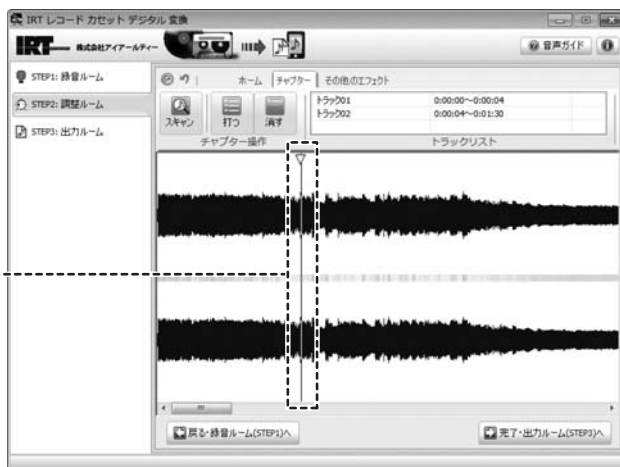 IRT レコード カセット デジタル 変換
IRT 株式会社アイアールティー
音声ガイド
STEP1: 録音ルーム
STEP2: 調整ルーム
STEP3: 出力ルーム
ホーム チャプター その他のエフェクト
スキャン 打つ 消す
チャプター操作
トラック01 0:00:00～0:00:04
トラック02 0:00:04～0:01:30
トラックリスト
戻る・録音ルーム(STEP1)へ
完了・出力ルーム(STEP3)へ